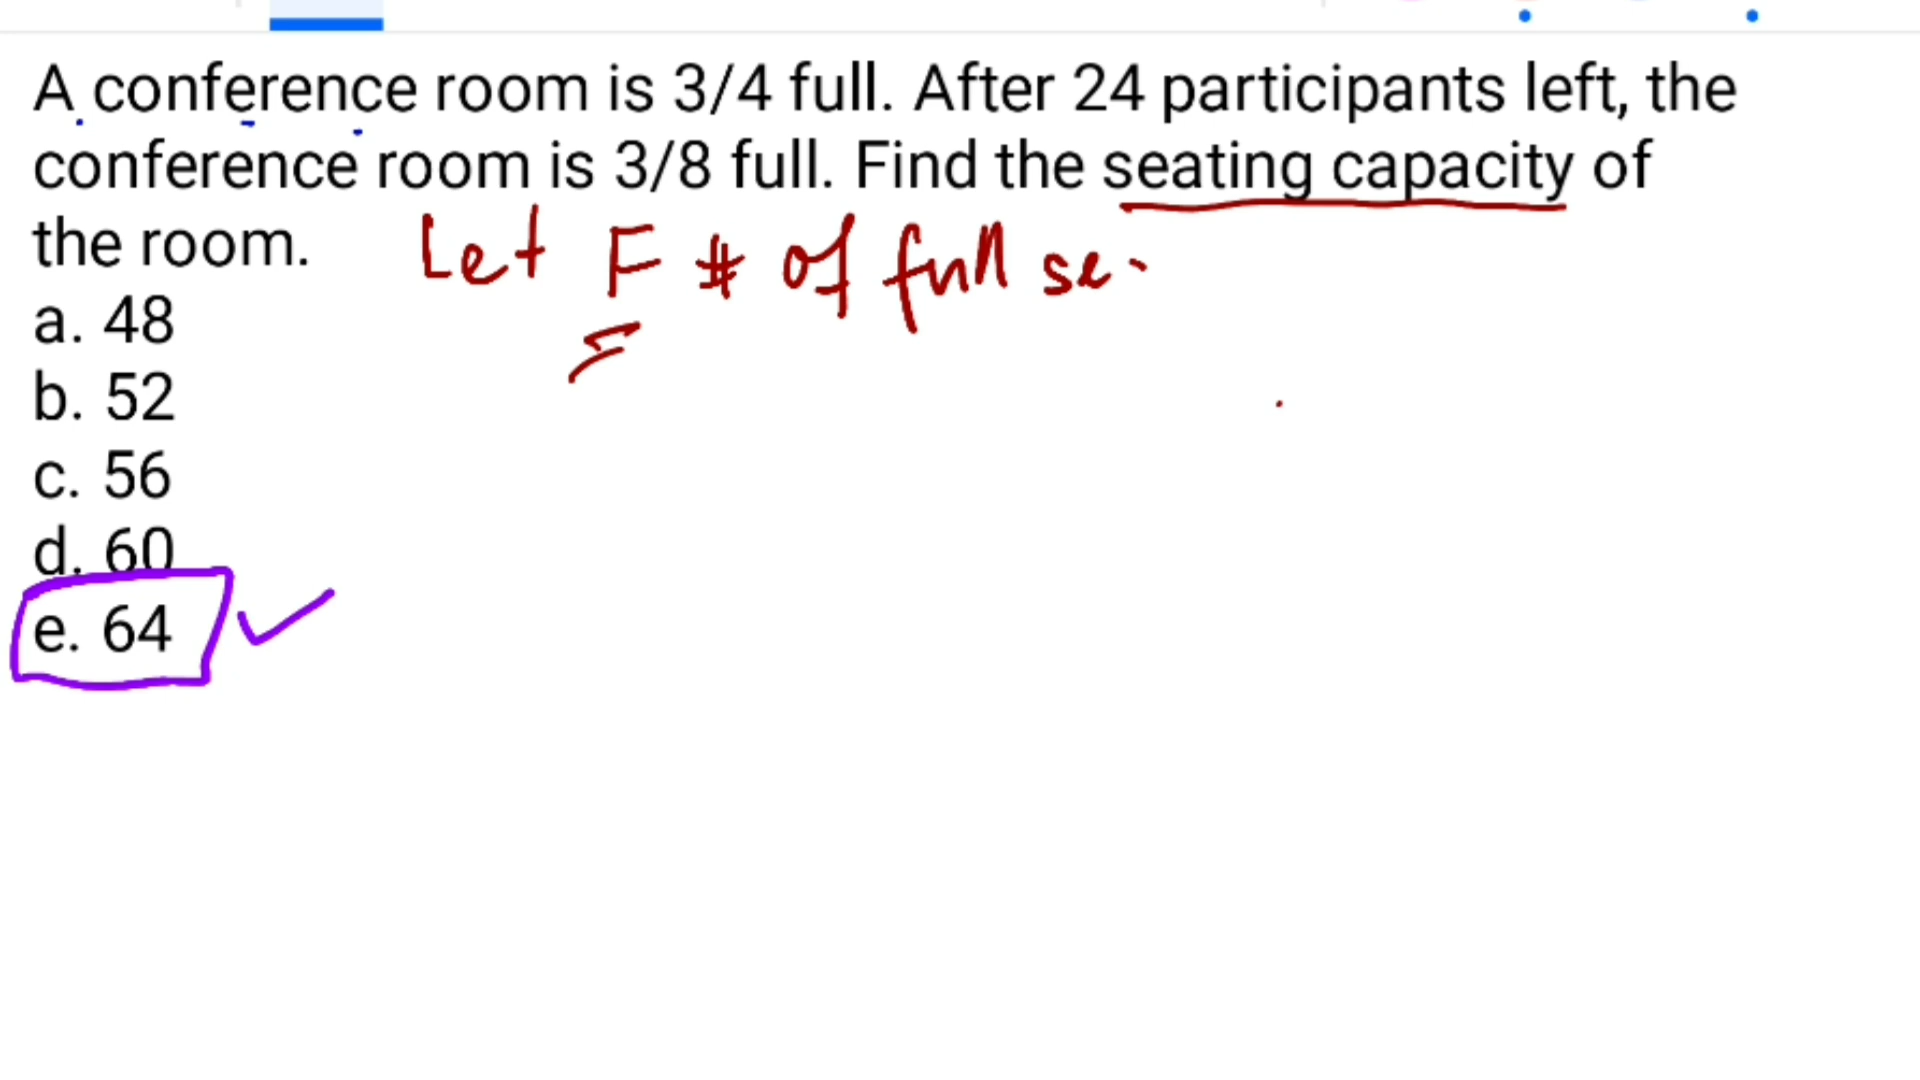 A conference room is 3/4 full. After 24 participants left, the
conference room is 3/8 full. Find the seating capacity of
the room.
Let F # of full se.
F
a. 48
b. 52
c. 56
d. 60
e. 64